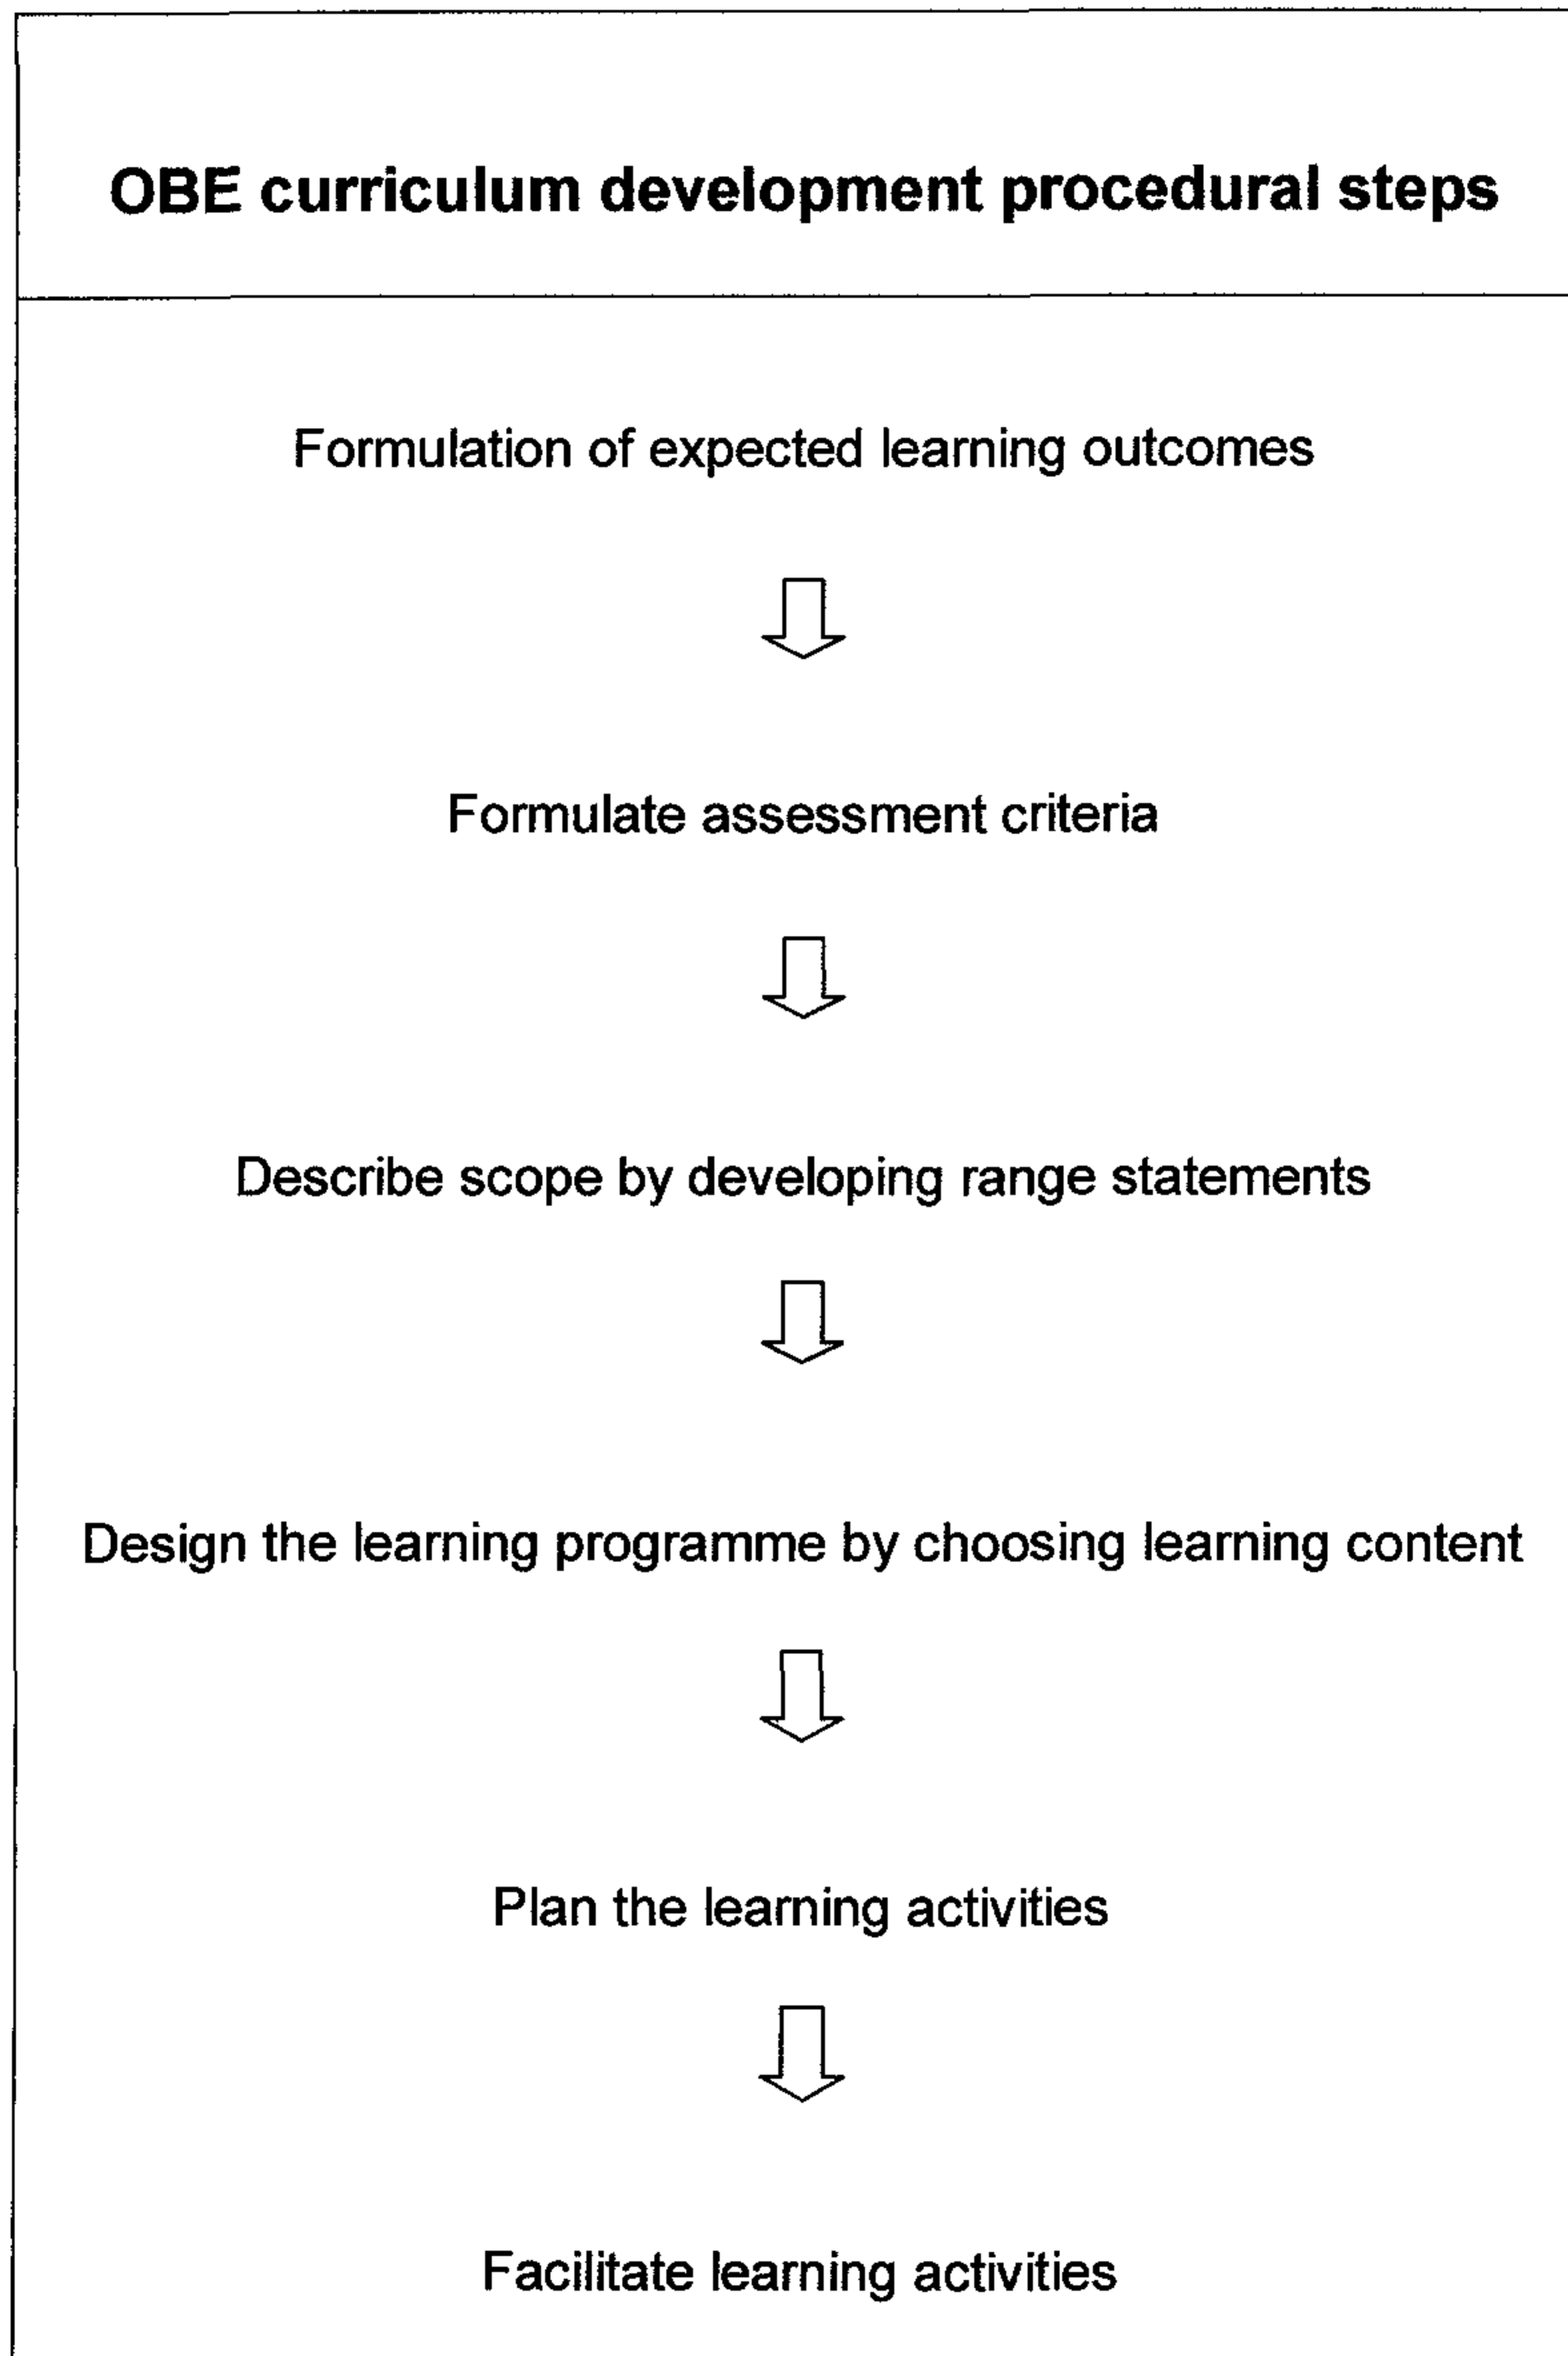 OBE curriculum development procedural steps
Formulation of expected learning outcomes
Formulate assessment criteria
Describe scope by developing range statements
Design the learning programme by choosing learning content
Plan the learning activities
Facilitate learning activities